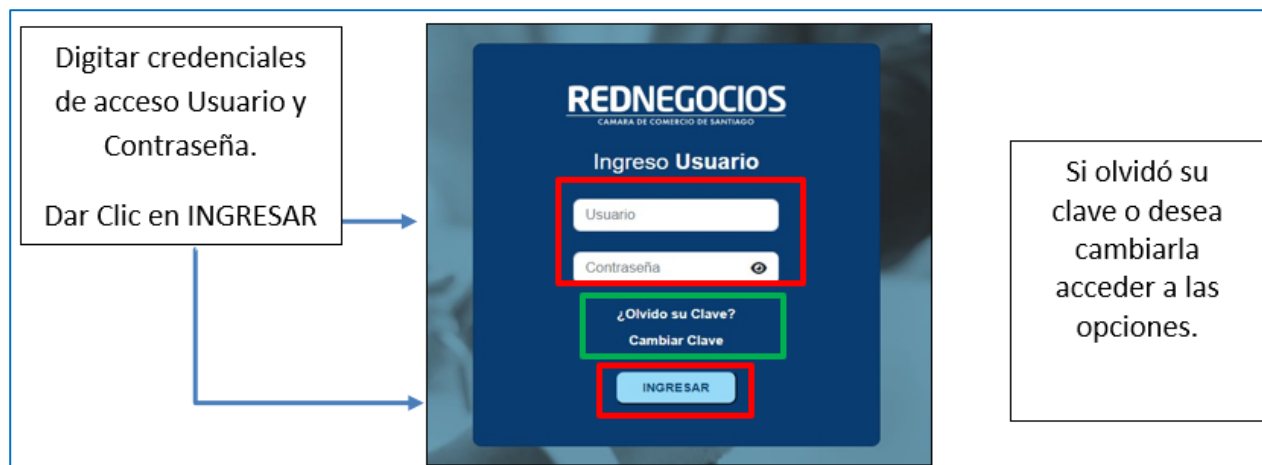 Digitar credenciales
de acceso Usuario y
Contraseña.
Dar Clic en INGRESAR
REDNEGOCIOS
CAMARA DE COMERCIO DE SANTIAGO
Ingreso Usuario
Usuario
Contraseña
¿Olvido su Clave?
Cambiar Clave
INGRESAR
Si olvidó su
clave o desea
cambiarla
acceder a las
opciones.